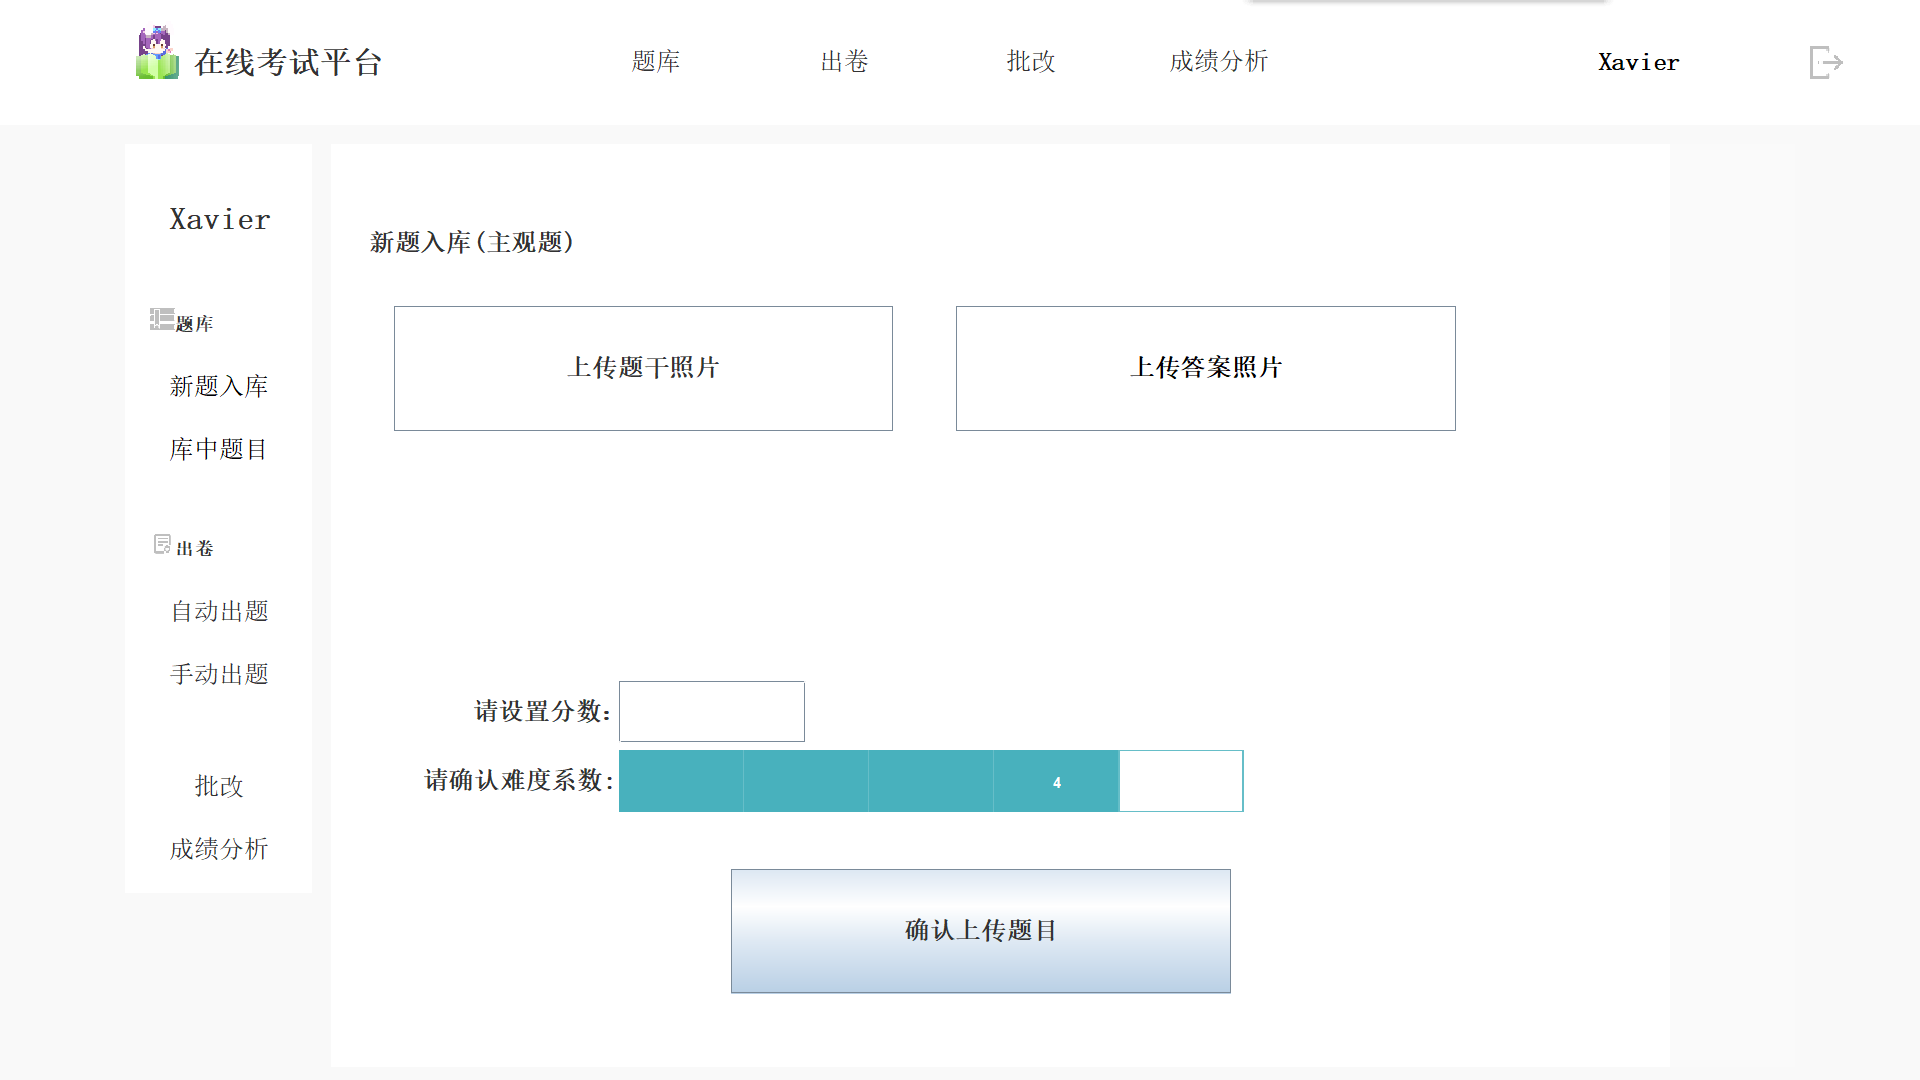 在线考试平台
题库 出卷 批改 成绩分析 Xavier
Xavier
题库
新题入库
库中题目
出卷
自动出题
手动出题
批改
成绩分析
新题入库(主观题)
上传题干照片 上传答案照片
请设置分数：
请确认难度系数： 4
确认上传题目